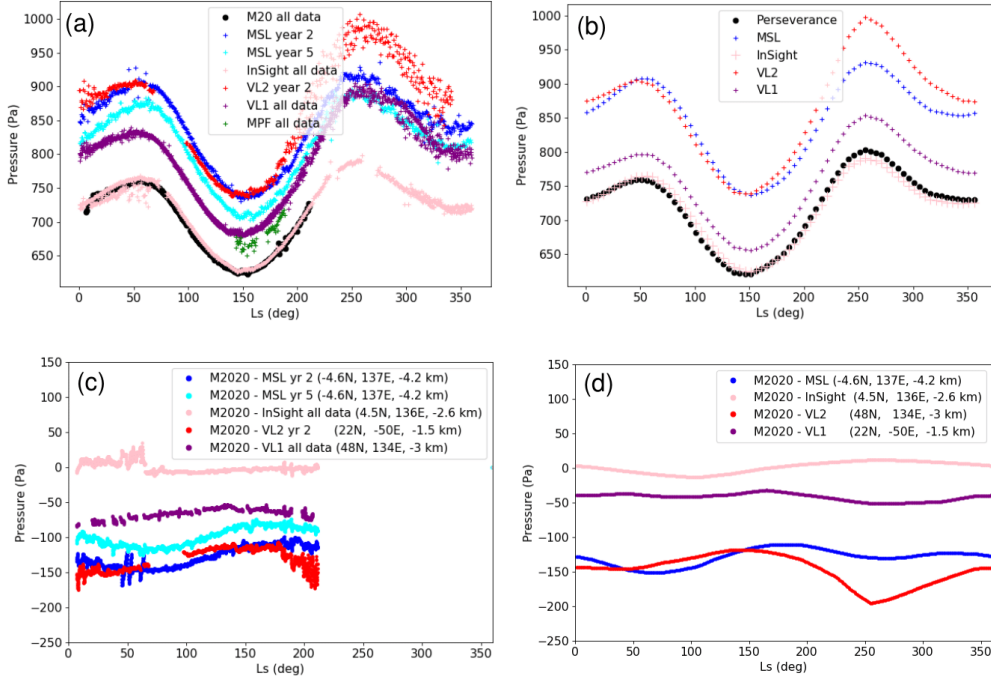 (a)
M20 all data
MSL year 2
MSL year 5
InSight all data
VL2 year 2
VL1 all data
MPF all data
1000
950
900
850
800
750
700
650
Pressure (Pa)
0 50 100 150 200 250 300 350
Ls (deg)
(b)
Perseverance
MSL
InSight
VL2
VL1
1000
950
900
850
800
750
700
650
Pressure (Pa)
0 50 100 150 200 250 300 350
Ls (deg)
(c)
M2020 - MSL yr 2 (-4.6N, 137E, -4.2 km)
M2020 - MSL yr 5 (-4.6N, 137E, -4.2 km)
M2020 - InSight all data (4.5N, 136E, -2.6 km)
M2020 - VL2 yr 2 (22N, -50E, -1.5 km)
M2020 - VL1 all data (48N, 134E, -3 km)
150
100
50
0
−50
−100
−150
−200
−250
Pressure (Pa)
0 50 100 150 200 250 300 350
Ls (deg)
(d)
M2020 - MSL (-4.6N, 137E, -4.2 km)
M2020 - InSight (4.5N, 136E, -2.6 km)
M2020 - VL2 (48N, 134E, -3 km)
M2020 - VL1 (22N, -50E, -1.5 km)
150
100
50
0
−50
−100
−150
−200
−250
Pressure (Pa)
0 50 100 150 200 250 300 350
Ls (deg)